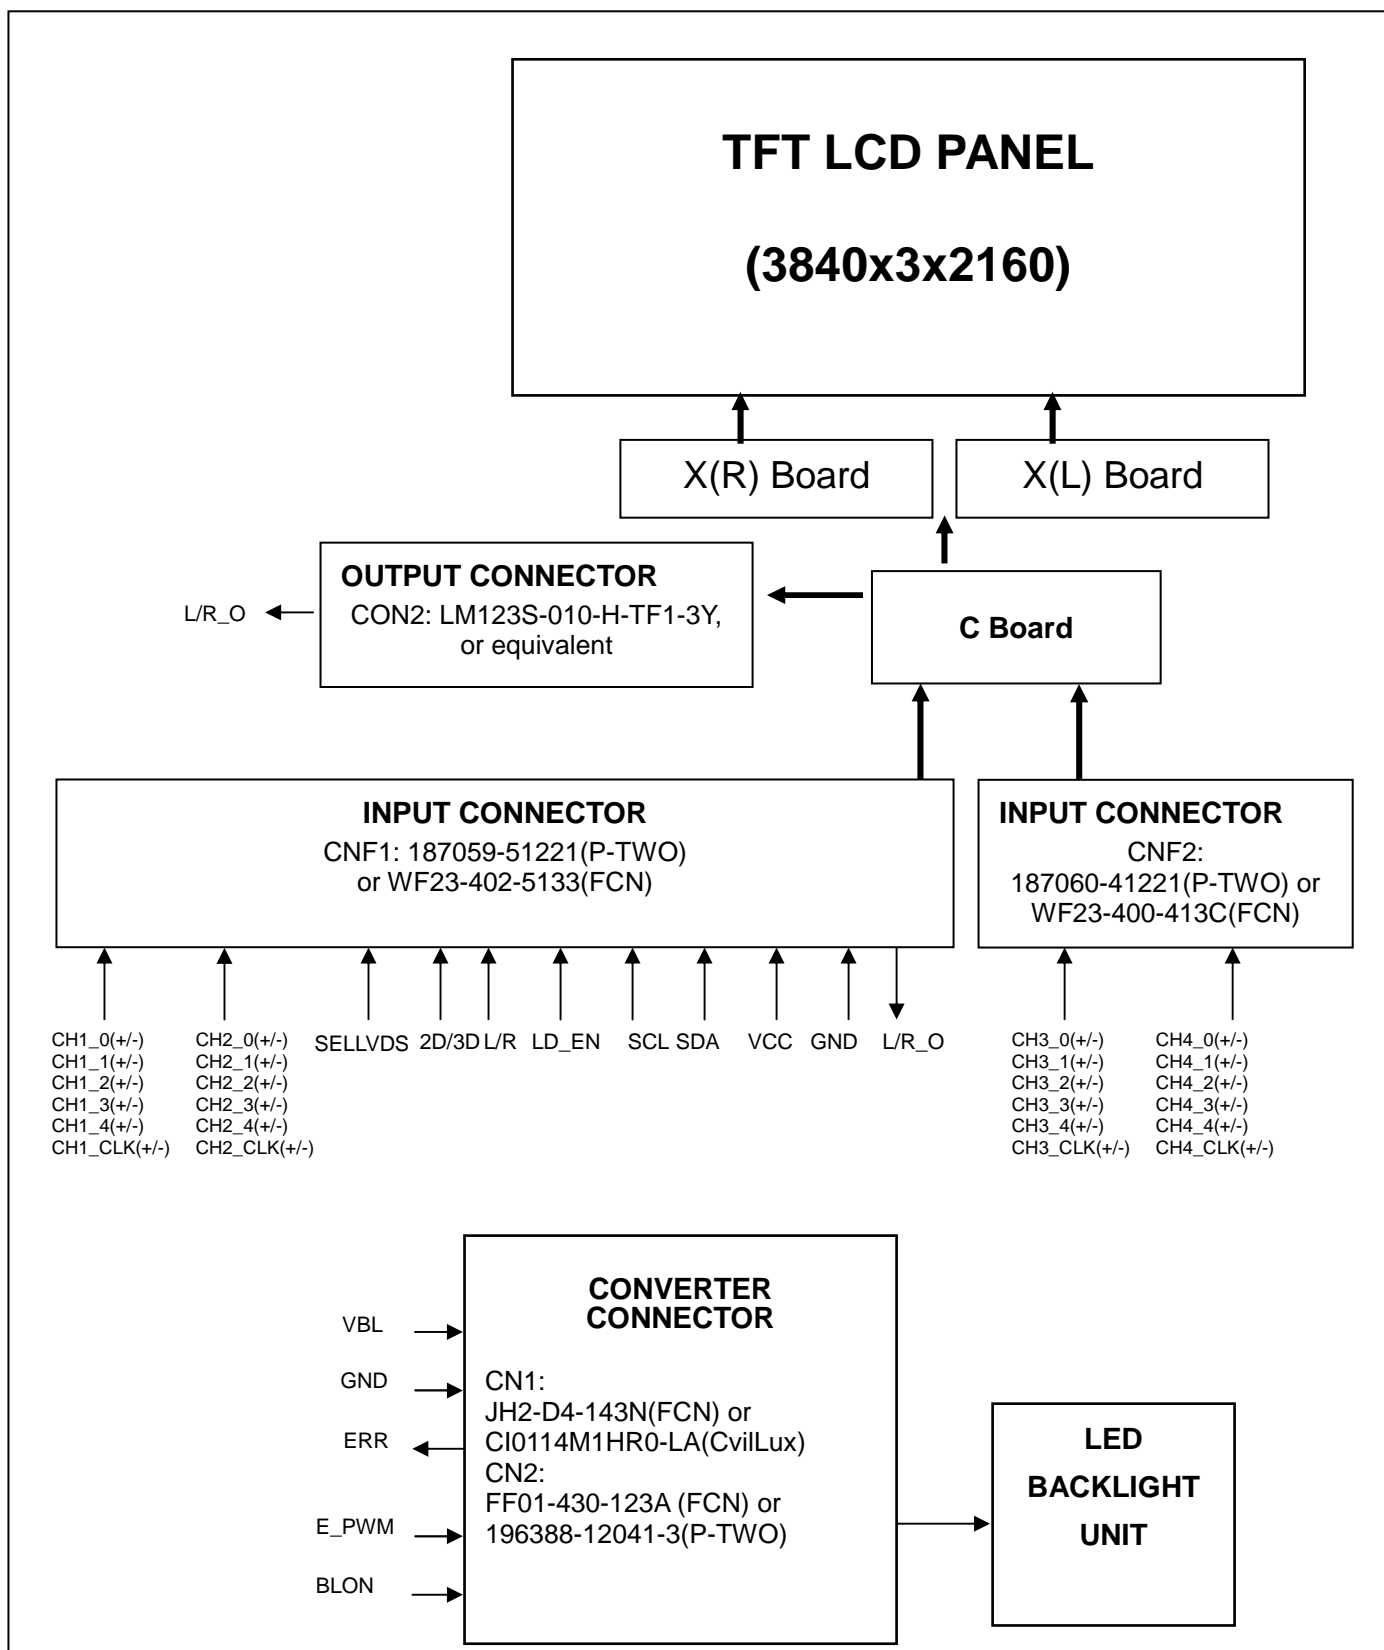 TFT LCD PANEL
(3840x3x2160)
X(R) Board
X(L) Board
OUTPUT CONNECTOR
CON2: LM123S-010-H-TF1-3Y,
or equivalent
L/R_O
C Board
INPUT CONNECTOR
CNF1: 187059-51221(P-TWO)
or WF23-402-5133(FCN)
INPUT CONNECTOR
CNF2:
187060-41221(P-TWO) or
WF23-400-413C(FCN)
CH1_0(+/-)
CH1_1(+/-)
CH1_2(+/-)
CH1_3(+/-)
CH1_4(+/-)
CH1_CLK(+/-)
CH2_0(+/-)
CH2_1(+/-)
CH2_2(+/-)
CH2_3(+/-)
CH2_4(+/-)
CH2_CLK(+/-)
SELLVDS
2D/3D
L/R
LD_EN
SCL
SDA
VCC
GND
L/R_O
CH3_0(+/-)
CH3_1(+/-)
CH3_2(+/-)
CH3_3(+/-)
CH3_4(+/-)
CH3_CLK(+/-)
CH4_0(+/-)
CH4_1(+/-)
CH4_2(+/-)
CH4_3(+/-)
CH4_4(+/-)
CH4_CLK(+/-)
VBL
GND
ERR
E_PWM
BLON
CONVERTER
CONNECTOR
CN1:
JH2-D4-143N(FCN) or
CI0114M1HR0-LA(CvilLux)
CN2:
FF01-430-123A (FCN) or
196388-12041-3(P-TWO)
LED
BACKLIGHT
UNIT